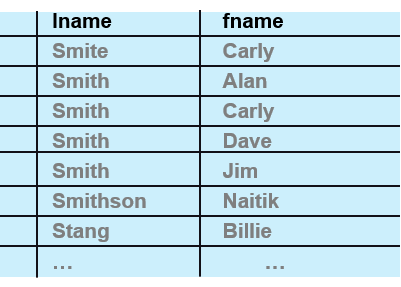 lname fname
Smite Carly
Smith Alan
Smith Carly
Smith Dave
Smith Jim
Smithson Naitik
Stang Billie
... ...